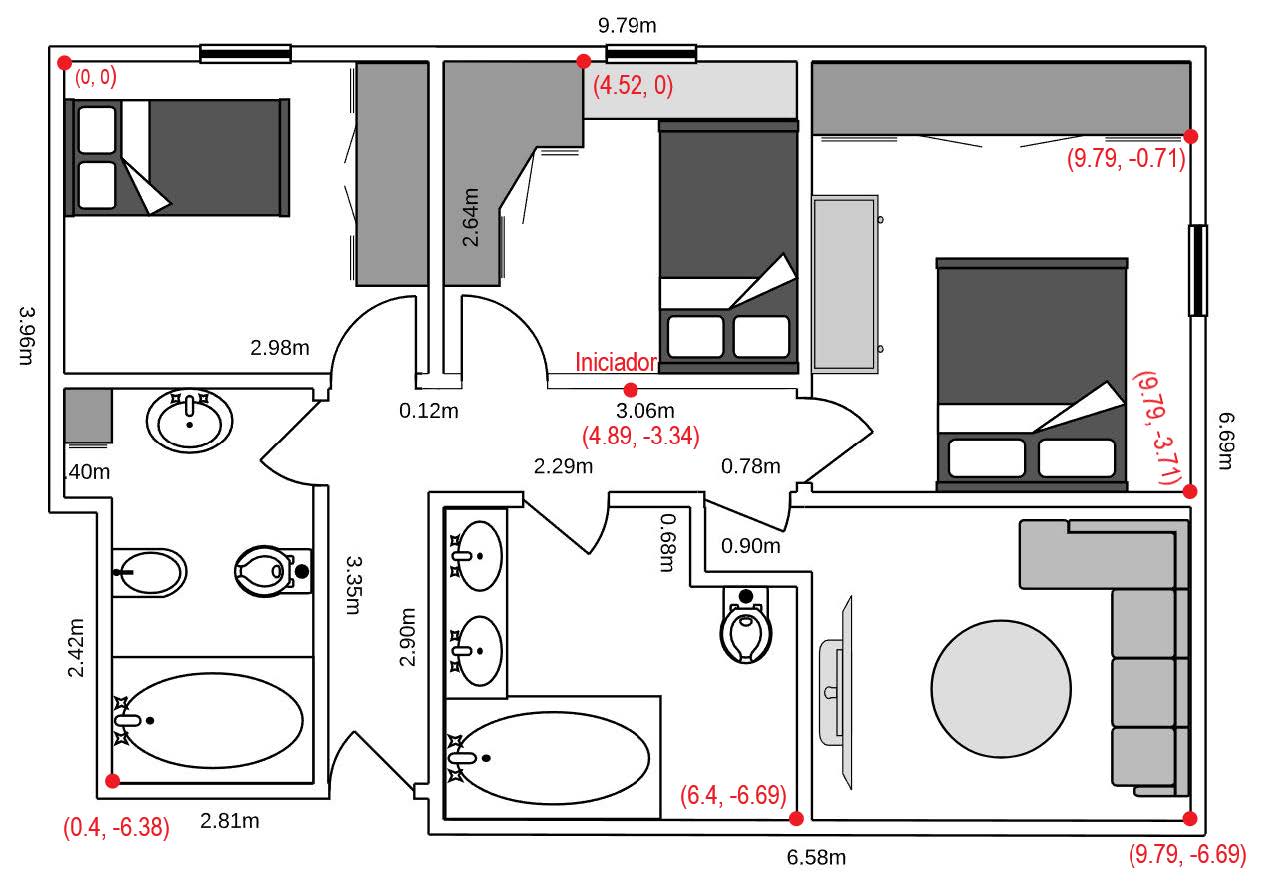 9.79m
(0, 0)
(4.52, 0)
(9.79, -0.71)
2.64m
3.96m
2.98m
Iniciador
0.12m
3.06m
(4.89, -3.34)
(9.79, -3.71)
6.69m
.40m
2.29m
0.78m
0.68m
0.90m
3.35m
2.42m
2.90m
(6.4, -6.69)
(0.4, -6.38)
2.81m
6.58m
(9.79, -6.69)